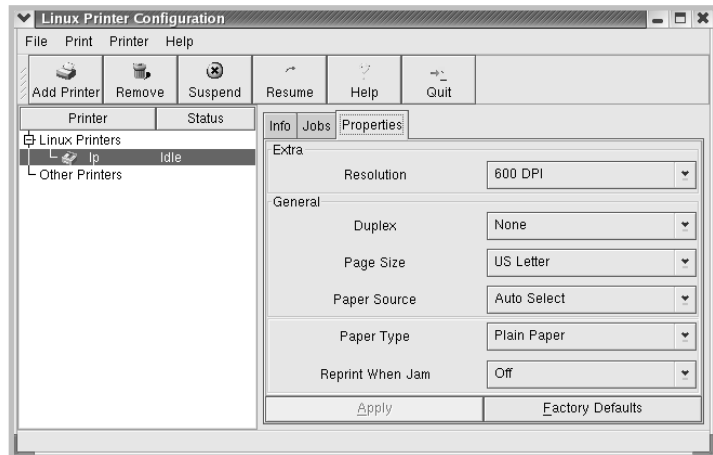 Linux Printer Configuration
File Print Printer Help
Add Printer Remove Suspend Resume Help Quit
Printer Status
Linux Printers
lp Idle
Other Printers
Info Jobs Properties
Extra
Resolution 600 DPI
General
Duplex None
Page Size US Letter
Paper Source Auto Select
Paper Type Plain Paper
Reprint When Jam Off
Apply Factory Defaults